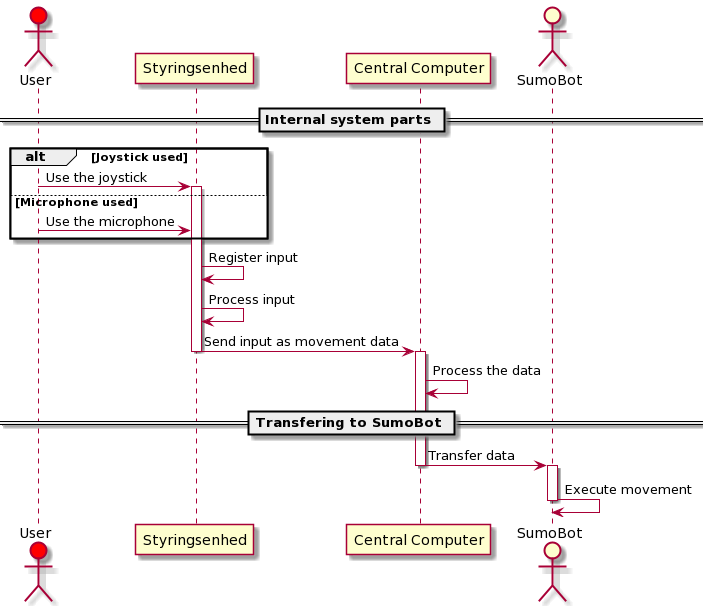 User
Styringsenhed
Central Computer
SumoBot
Internal system parts
alt [Joystick used]
Use the joystick
[Microphone used]
Use the microphone
Register input
Process input
Send input as movement data
Process the data
Transfering to SumoBot
Transfer data
Execute movement
User
Styringsenhed
Central Computer
SumoBot